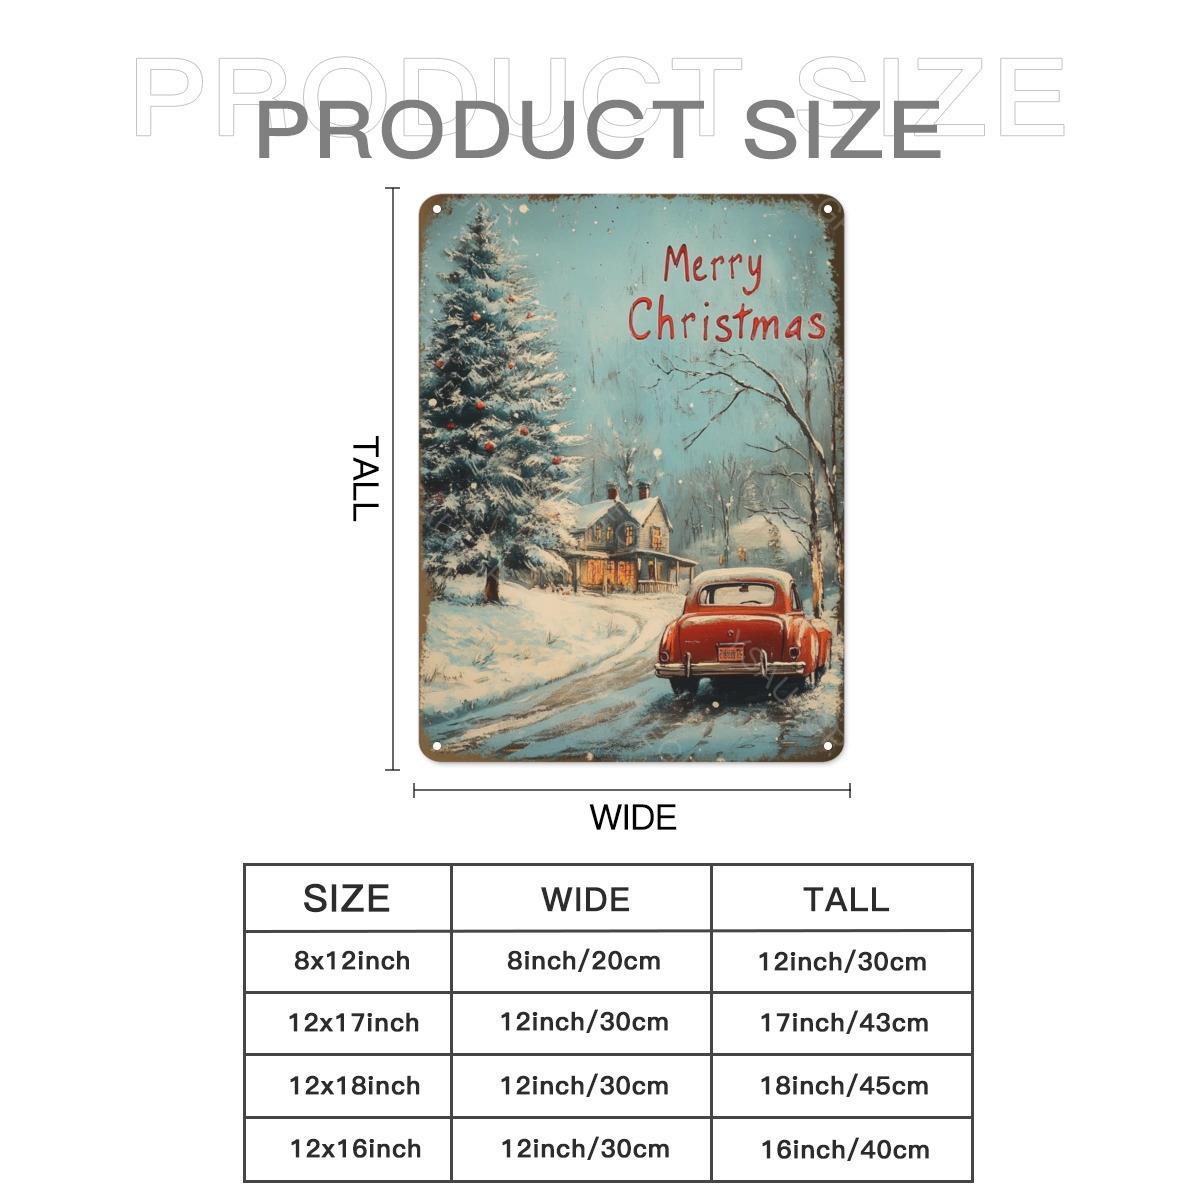 PRODUCT SIZE
PRODUCT SIZE
Merry
Christmas
TALL
WIDE
SIZE WIDE TALL
8x12inch 8inch/20cm 12inch/30cm
12x17inch 12inch/30cm 17inch/43cm
12x18inch 12inch/30cm 18inch/45cm
12x16inch 12inch/30cm 16inch/40cm